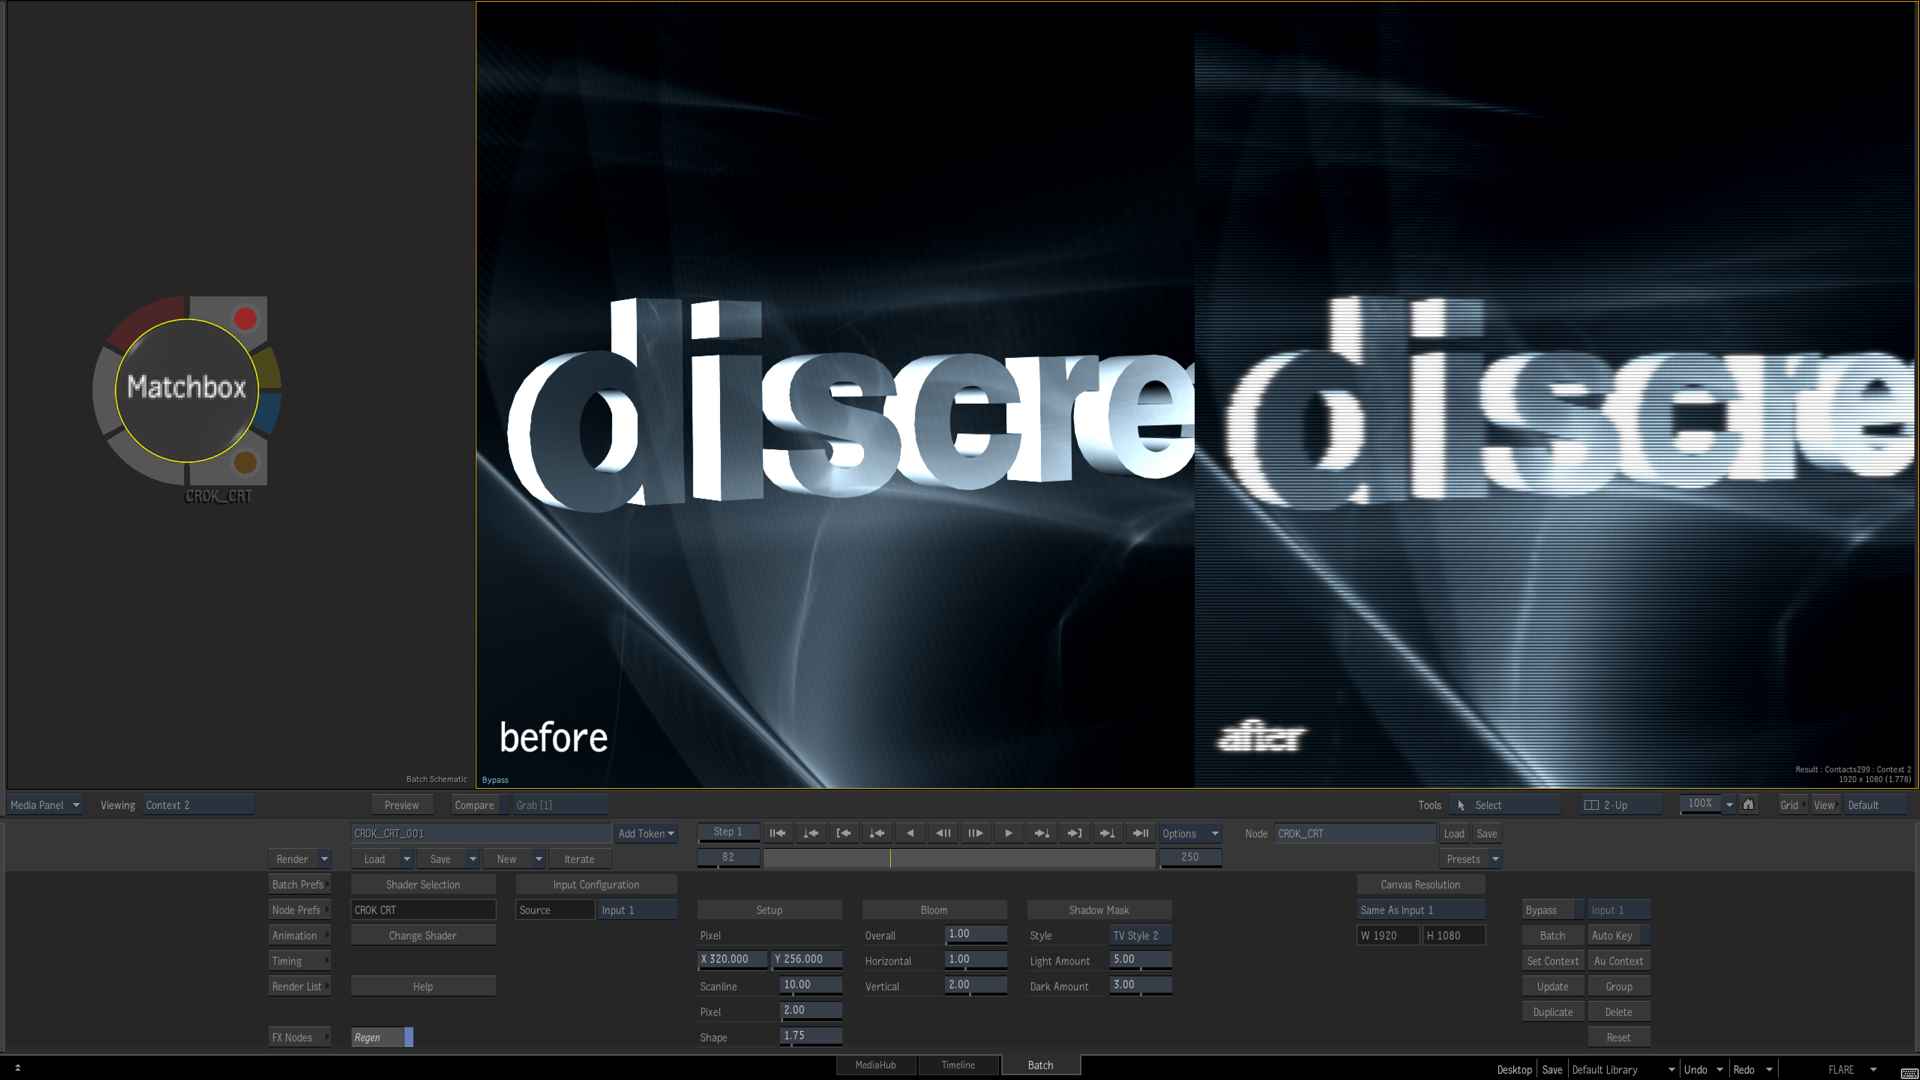 Matchbox
CROK_CRT
Batch Schematic
discre
discre
before
after
Bypass
Result : Contacts299 : Context 2
1920 x 1080 (1.778)
Media Panel Viewing Context 2 Preview Compare Grab [1] Tools Select 2-Up 100% Grid View Default
CROK_CRT_001 Add Token Step 1 Options Node CROK_CRT Load Save
Render Load Save New Iterate 82 250 Presets
Batch Prefs Shader Selection Input Configuration Canvas Resolution
Node Prefs CROK CRT Source Input 1 Setup Bloom Shadow Mask Same As Input 1 Bypass Input 1
Animation Change Shader Pixel Overall 1.00 Style TV Style 2 W 1920 H 1080 Batch Auto Key
Timing X 320.000 Y 256.000 Horizontal 1.00 Light Amount 5.00 Set Context Au Context
Render List Help Scanline 10.00 Vertical 2.00 Dark Amount 3.00 Update Group
Pixel 2.00 Duplicate Delete
FX Nodes Regen Shape 1.75 Reset
MediaHub Timeline Batch
Desktop Save Default Library Undo Redo FLARE